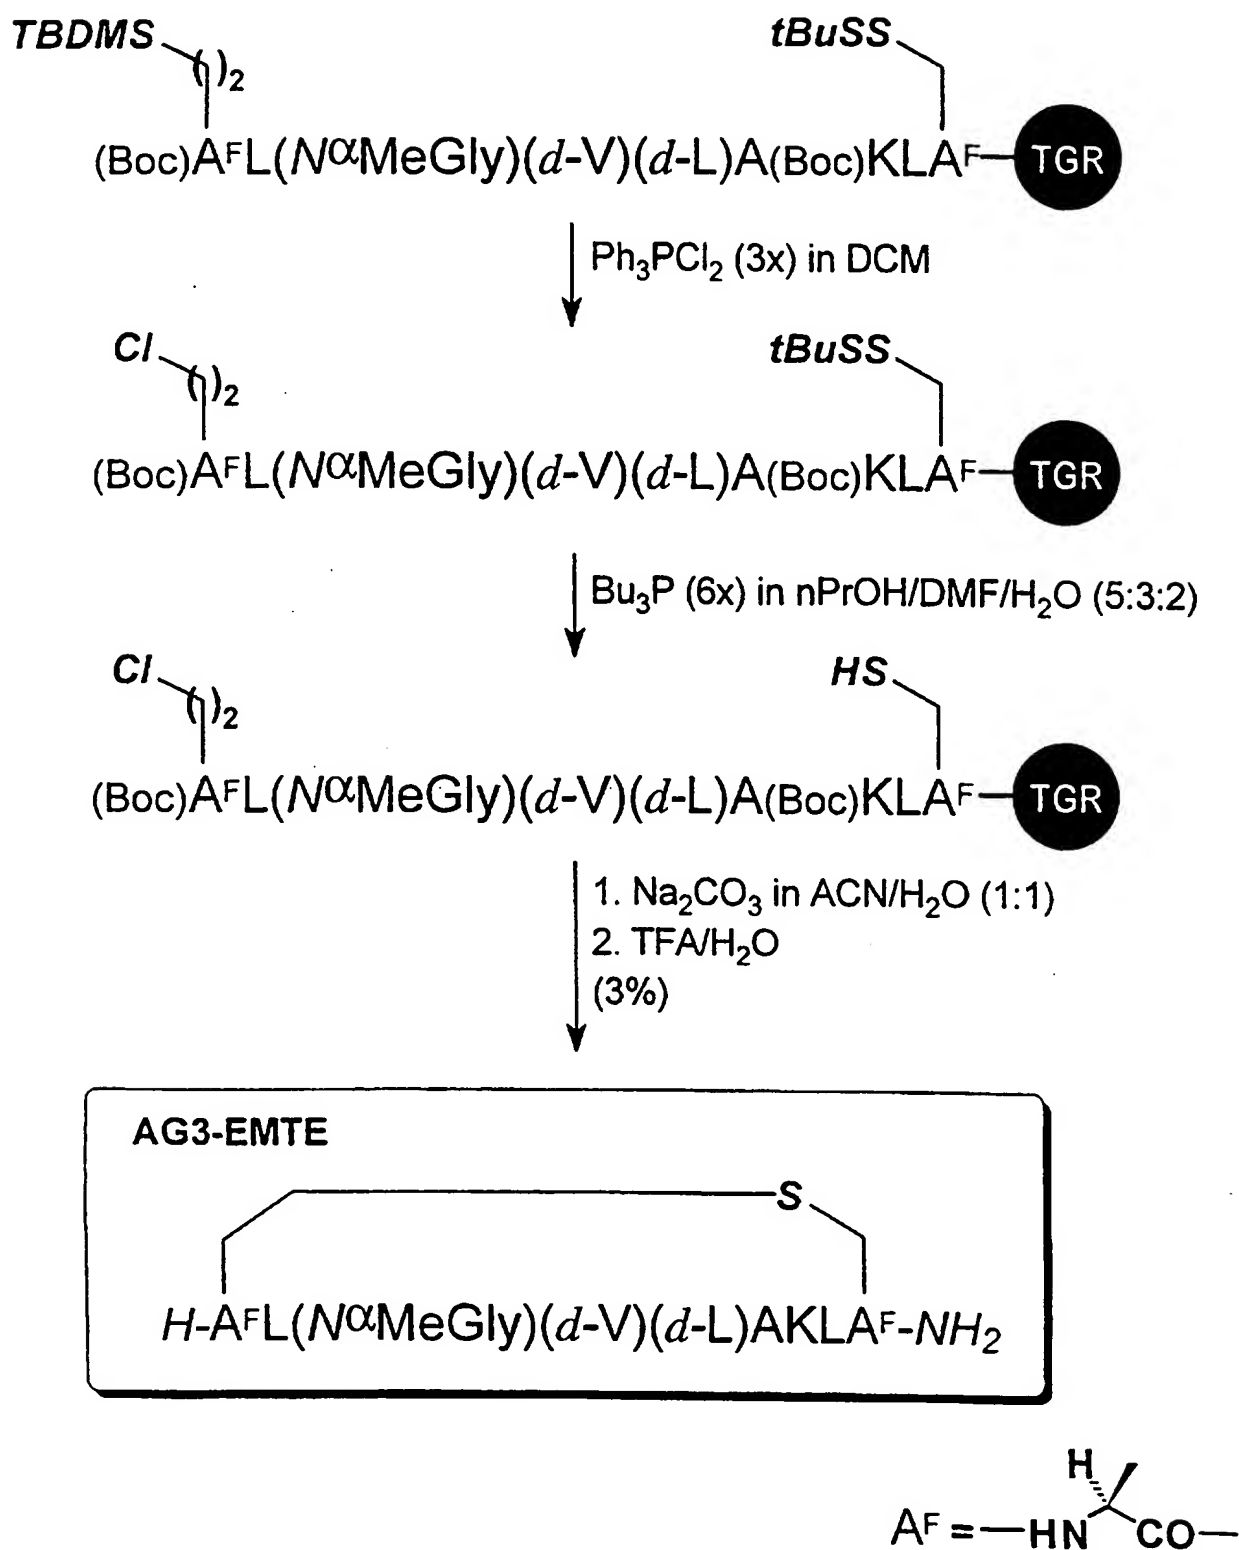 TBDMS tBuSS
( )2
(Boc)AFL(NαMeGly)(d-V)(d-L)A(Boc)KLAF— TGR
Ph3PCl2 (3x) in DCM
Cl tBuSS
( )2
(Boc)AFL(NαMeGly)(d-V)(d-L)A(Boc)KLAF— TGR
Bu3P (6x) in nPrOH/DMF/H2O (5:3:2)
Cl HS
( )2
(Boc)AFL(NαMeGly)(d-V)(d-L)A(Boc)KLAF— TGR
1. Na2CO3 in ACN/H2O (1:1)
2. TFA/H2O
(3%)
AG3-EMTE
S
H-AFL(NαMeGly)(d-V)(d-L)AKLAF-NH2
H
AF = —HN CO—